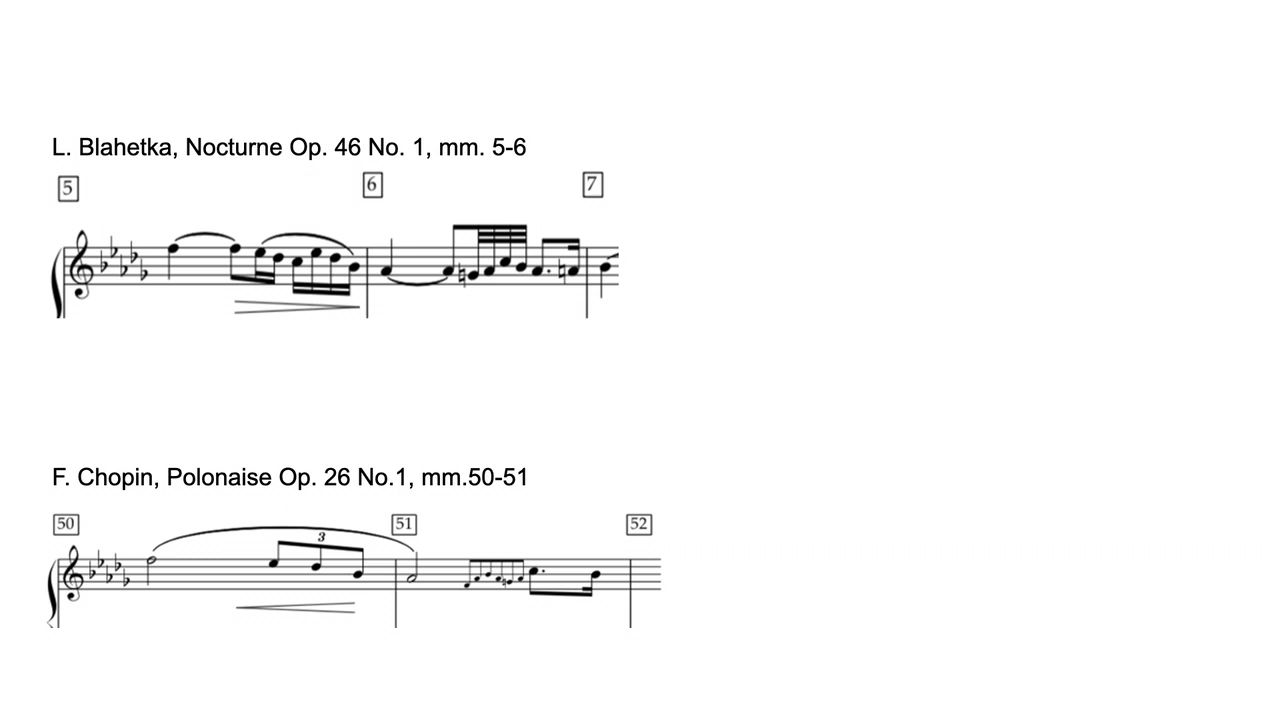 L. Blahetka, Nocturne Op. 46 No. 1, mm. 5-6
5 6 7
F. Chopin, Polonaise Op. 26 No.1, mm.50-51
50 51 52
3